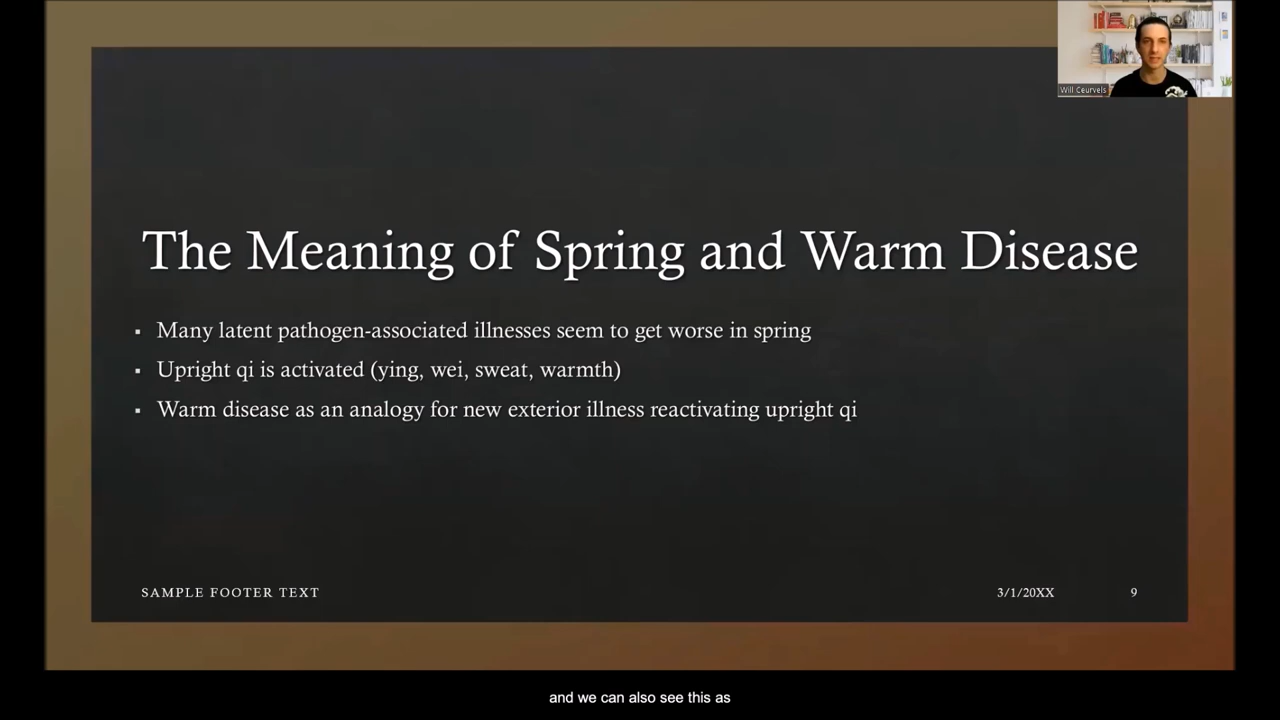 Will Ceurvels
The Meaning of Spring and Warm Disease
▪ Many latent pathogen-associated illnesses seem to get worse in spring
▪ Upright qi is activated (ying, wei, sweat, warmth)
▪ Warm disease as an analogy for new exterior illness reactivating upright qi
SAMPLE FOOTER TEXT 3/1/20XX 9
and we can also see this as